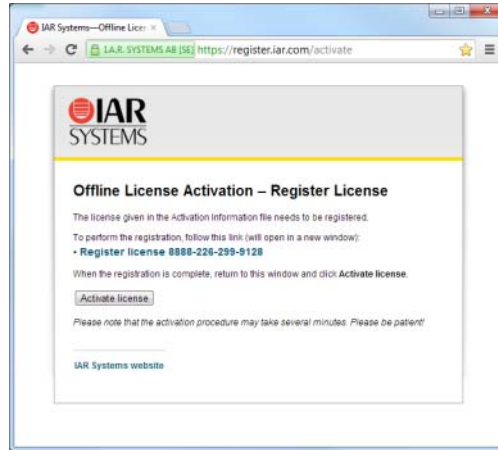 IAR Systems—Offline Licer
I.A.R. SYSTEMS AB [SE] https://register.iar.com/activate
IAR
SYSTEMS
Offline License Activation – Register License
The license given in the Activation Information file needs to be registered.
To perform the registration, follow this link (will open in a new window):
• Register license 8888-226-299-9128
When the registration is complete, return to this window and click Activate license.
Activate license
Please note that the activation procedure may take several minutes. Please be patient!
IAR Systems website